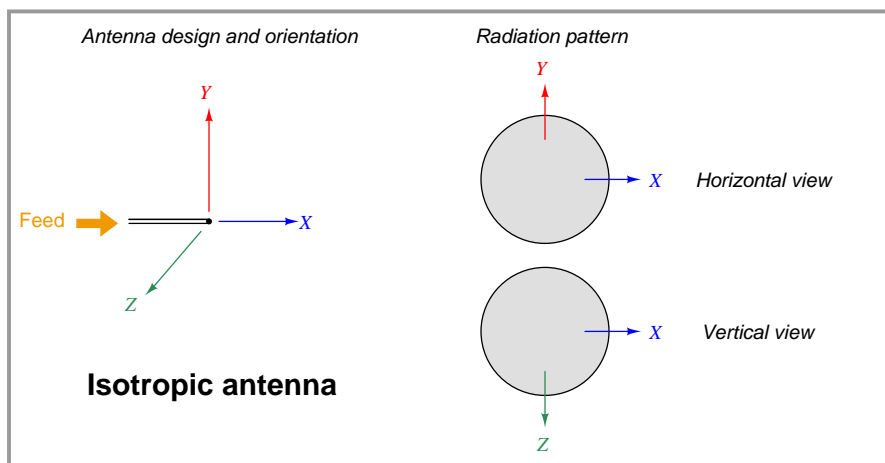 Antenna design and orientation
Radiation pattern
Y
Y
X
Horizontal view
Feed
X
Z
X
Vertical view
Isotropic antenna
Z